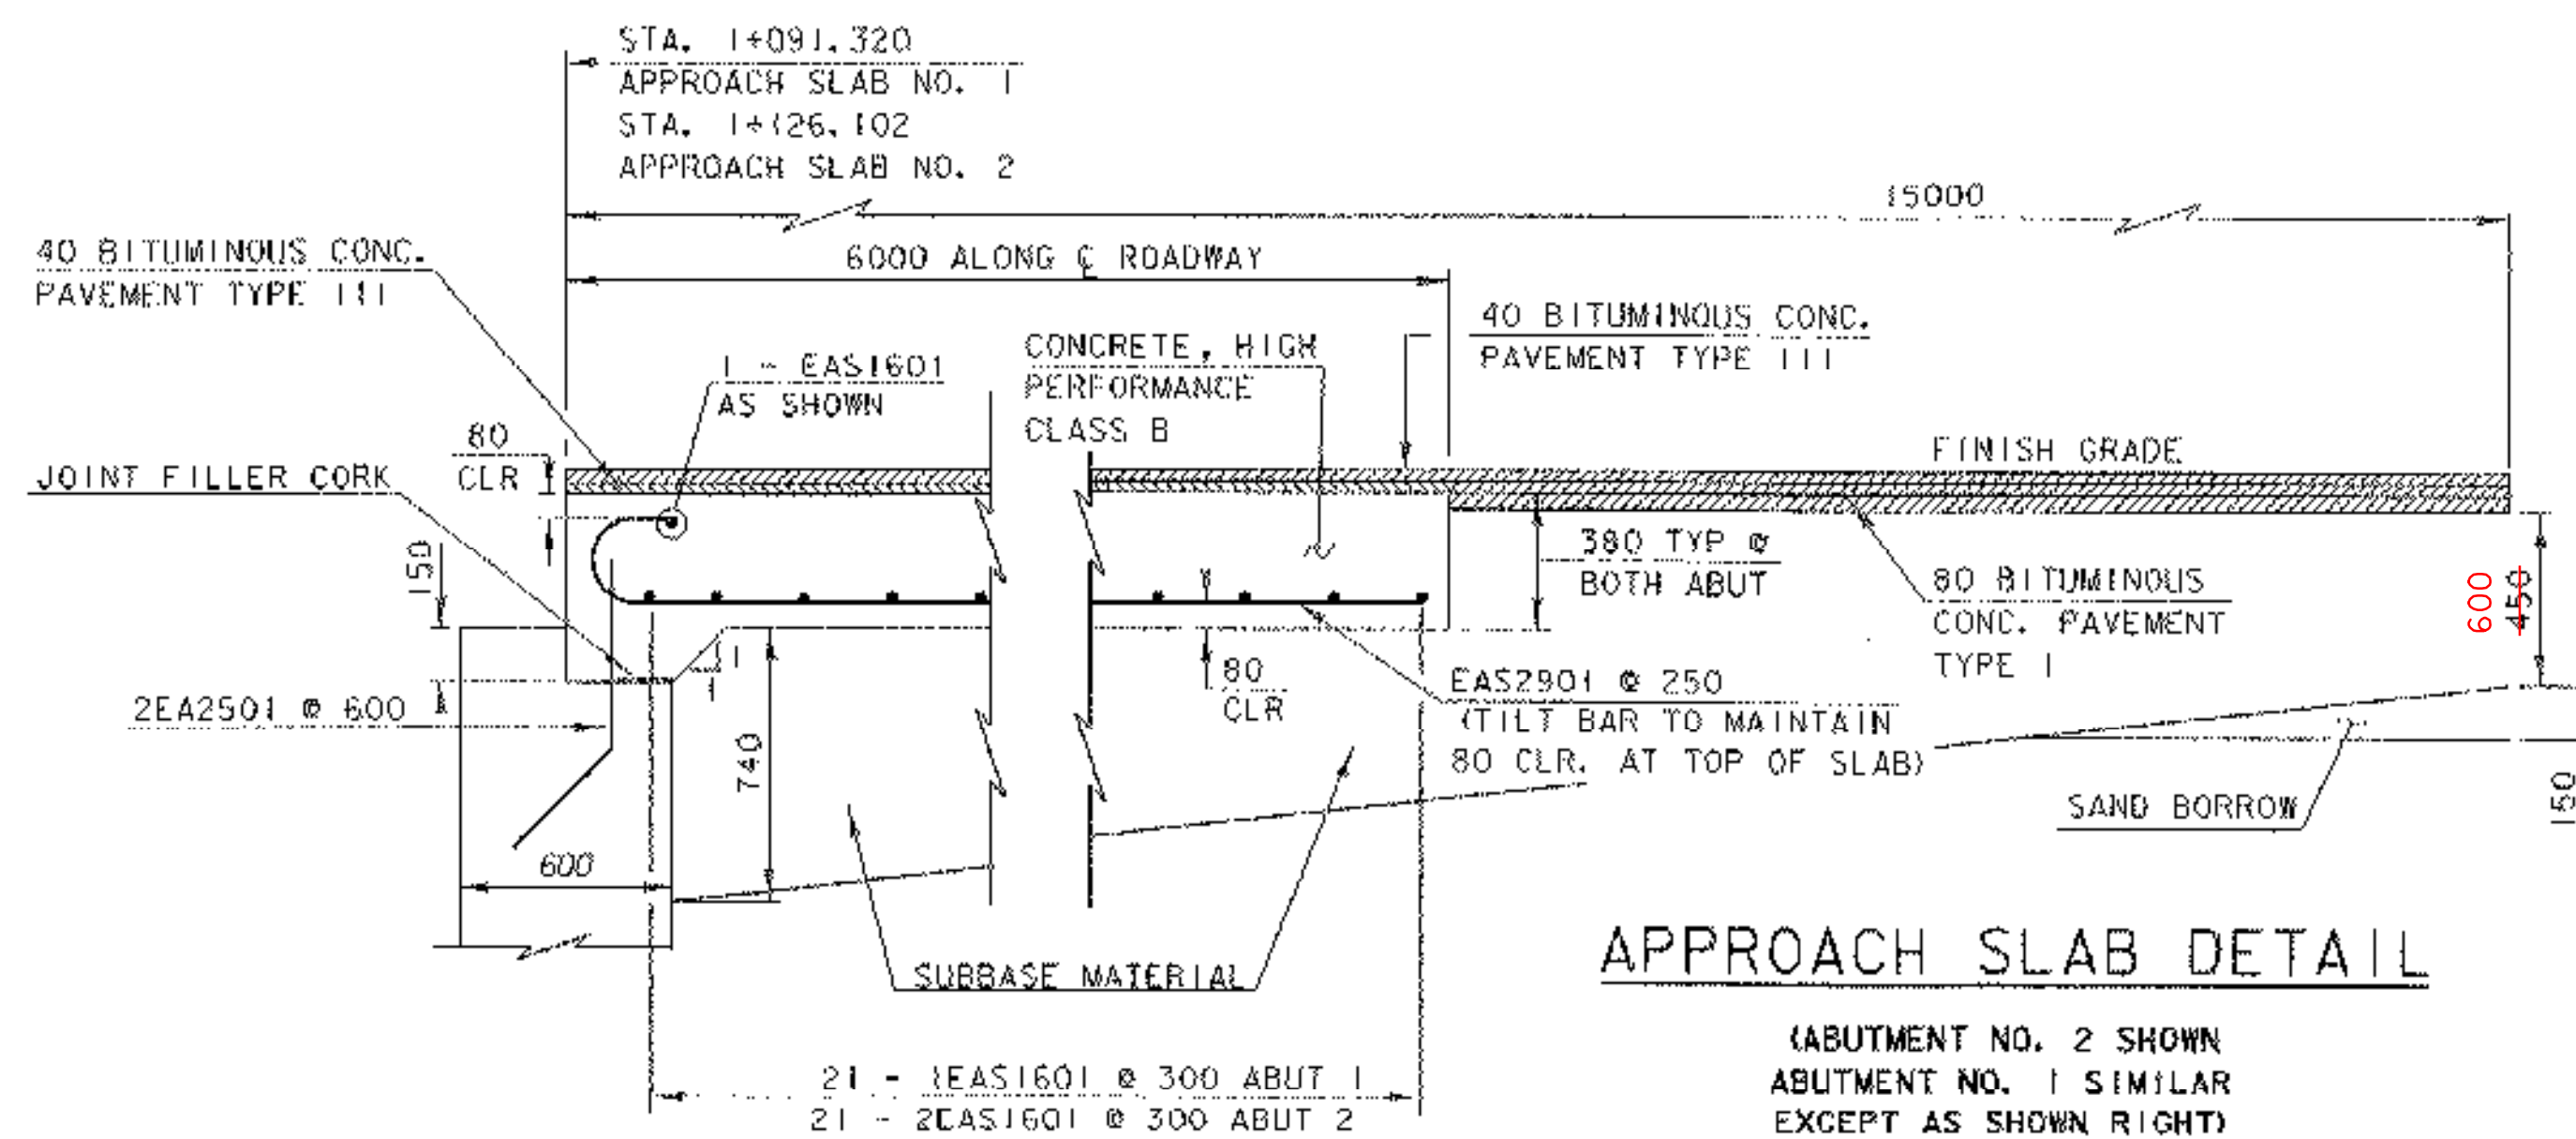 STA. 1+091.320
APPROACH SLAB NO. 1
STA. 1+126.102
APPROACH SLAB NO. 2
15000
6000 ALONG ℄ ROADWAY
40 BITUMINOUS CONC.
PAVEMENT TYPE III
40 BITUMINOUS CONC.
PAVEMENT TYPE III
CONCRETE, HIGH
PERFORMANCE
CLASS B
1 - EAS1601
AS SHOWN
80
CLR
JOINT FILLER CORK
FINISH GRADE
150
380 TYP @
BOTH ABUT
80 BITUMINOUS
CONC. PAVEMENT
TYPE I
600
450
1
1
80
CLR
EAS2901 @ 250
(TILT BAR TO MAINTAIN
80 CLR. AT TOP OF SLAB)
2EA2501 @ 600
740
SAND BORROW
150
600
SUBBASE MATERIAL
APPROACH SLAB DETAIL
(ABUTMENT NO. 2 SHOWN
ABUTMENT NO. 1 SIMILAR
EXCEPT AS SHOWN RIGHT)
21 - 1EAS1601 @ 300 ABUT 1
21 - 2EAS1601 @ 300 ABUT 2